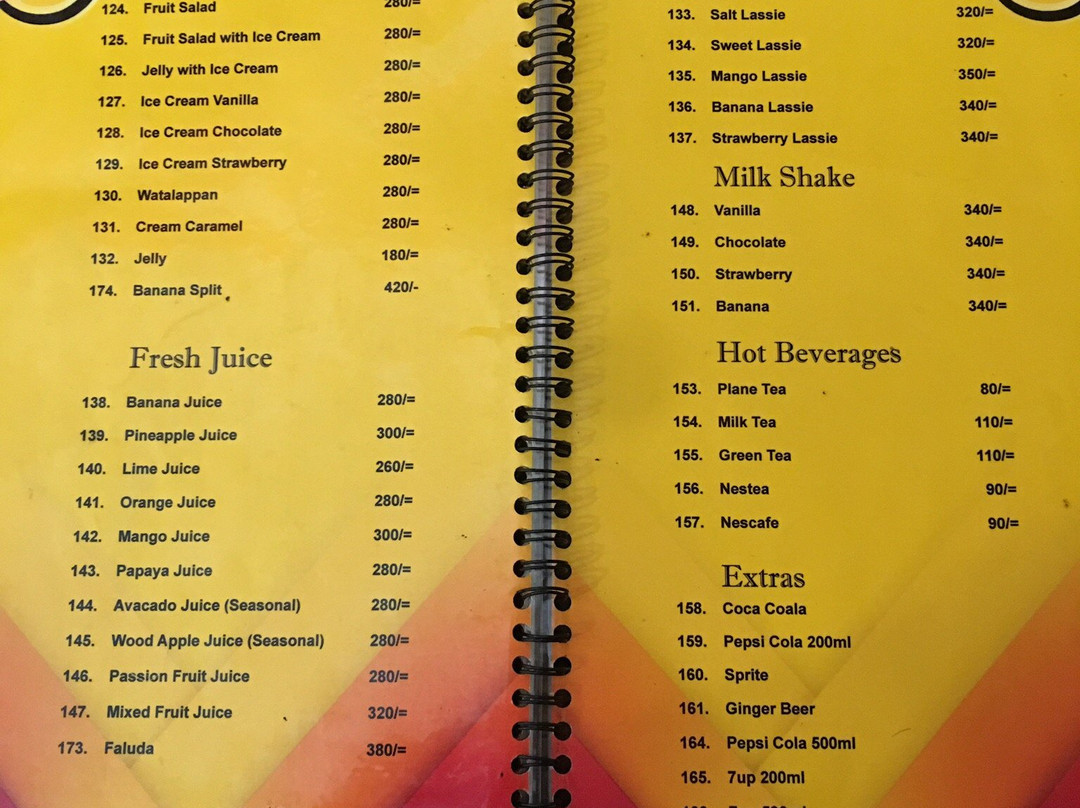 124. Fruit Salad 280/=
125. Fruit Salad with Ice Cream 280/=
126. Jelly with Ice Cream 280/=
127. Ice Cream Vanilla 280/=
128. Ice Cream Chocolate 280/=
129. Ice Cream Strawberry 280/=
130. Watalappan 280/=
131. Cream Caramel 280/=
132. Jelly 180/=
174. Banana Split 420/-
Fresh Juice
138. Banana Juice 280/=
139. Pineapple Juice 300/=
140. Lime Juice 260/=
141. Orange Juice 280/=
142. Mango Juice 300/=
143. Papaya Juice 280/=
144. Avacado Juice (Seasonal) 280/=
145. Wood Apple Juice (Seasonal) 280/=
146. Passion Fruit Juice 280/=
147. Mixed Fruit Juice 320/=
173. Faluda 380/=
133. Salt Lassie 320/=
134. Sweet Lassie 320/=
135. Mango Lassie 350/=
136. Banana Lassie 340/=
137. Strawberry Lassie 340/=
Milk Shake
148. Vanilla 340/=
149. Chocolate 340/=
150. Strawberry 340/=
151. Banana 340/=
Hot Beverages
153. Plane Tea 80/=
154. Milk Tea 110/=
155. Green Tea 110/=
156. Nestea 90/=
157. Nescafe 90/=
Extras
158. Coca Coala
159. Pepsi Cola 200ml
160. Sprite
161. Ginger Beer
164. Pepsi Cola 500ml
165. 7up 200ml